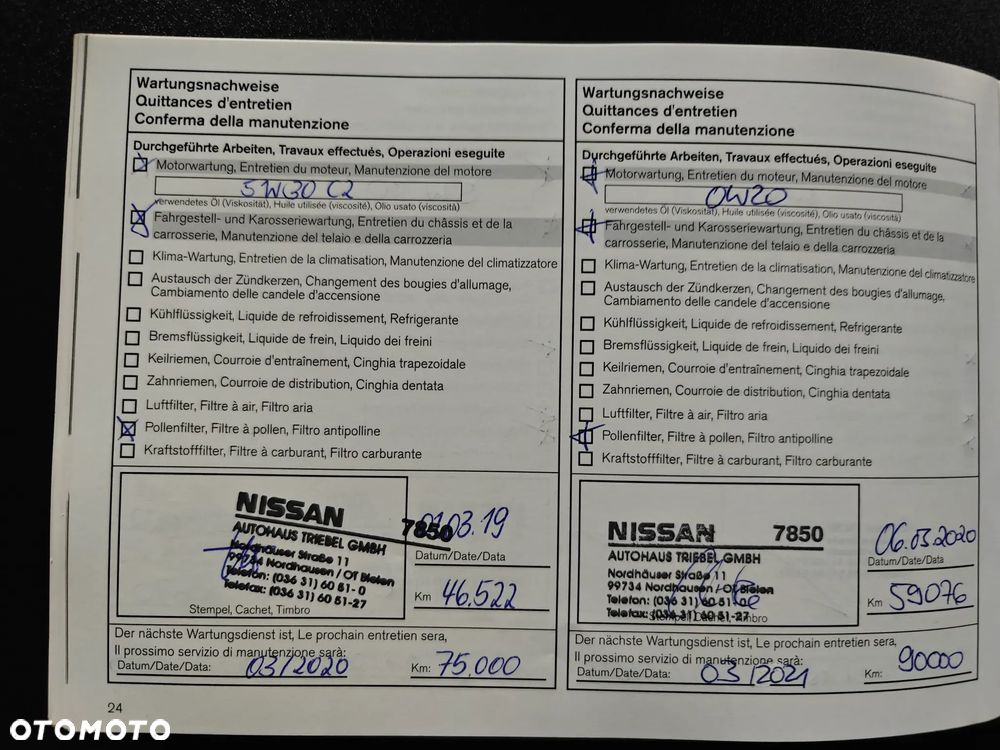 Wartungsnachweise
Quittances d'entretien
Conferma della manutenzione
Durchgeführte Arbeiten, Travaux effectués, Operazioni eseguite
Motorwartung, Entretien du moteur, Manutenzione del motore
5W30 C2
verwendetes Öl (Viskosität), Huile utilisée (viscosité), Olio usato (viscosità)
Fahrgestell- und Karosseriewartung, Entretien du châssis et de la
carrosserie, Manutenzione del telaio e della carrozzeria
Klima-Wartung, Entretien de la climatisation, Manutenzione del climatizzatore
Austausch der Zündkerzen, Changement des bougies d'allumage,
Cambiamento delle candele d'accensione
Kühlflüssigkeit, Liquide de refroidissement, Refrigerante
Bremsflüssigkeit, Liquide de frein, Liquido dei freini
Keilriemen, Courroie d'entraînement, Cinghia trapezoidale
Zahnriemen, Courroie de distribution, Cinghia dentata
Luftfilter, Filtre à air, Filtro aria
Pollenfilter, Filtre à pollen, Filtro antipolline
Kraftstofffilter, Filtre à carburant, Filtro carburante
NISSAN 7850
AUTOHAUS TRIEBEL GMBH
Nordhäuser Straße 11
99734 Nordhausen / OT Bielen
Telefon: (036 31) 60 51-0
Telefax: (036 31) 60 51-27
Stempel, Cachet, Timbro
01.03.19
Datum/Date/Data
Km 46.522
Der nächste Wartungsdienst ist, Le prochain entretien sera,
Il prossimo servizio di manutenzione sarà:
Datum/Date/Data: 03/2020 Km: 75.000
24
Wartungsnachweise
Quittances d'entretien
Conferma della manutenzione
Durchgeführte Arbeiten, Travaux effectués, Operazioni eseguite
Motorwartung, Entretien du moteur, Manutenzione del motore
0W20
verwendetes Öl (Viskosität), Huile utilisée (viscosité), Olio usato (viscosità)
Fahrgestell- und Karosseriewartung, Entretien du châssis et de la
carrosserie, Manutenzione del telaio e della carrozzeria
Klima-Wartung, Entretien de la climatisation, Manutenzione del climatizzatore
Austausch der Zündkerzen, Changement des bougies d'allumage,
Cambiamento delle candele d'accensione
Kühlflüssigkeit, Liquide de refroidissement, Refrigerante
Bremsflüssigkeit, Liquide de frein, Liquido dei freini
Keilriemen, Courroie d'entraînement, Cinghia trapezoidale
Zahnriemen, Courroie de distribution, Cinghia dentata
Luftfilter, Filtre à air, Filtro aria
Pollenfilter, Filtre à pollen, Filtro antipolline
Kraftstofffilter, Filtre à carburant, Filtro carburante
NISSAN 7850
AUTOHAUS TRIEBEL GMBH
Nordhäuser Straße 11
99734 Nordhausen / OT Bielen
Telefon: (036 31) 60 51-0
Telefax: (036 31) 60 51-27
Stempel, Cachet, Timbro
06.03.2020
Datum/Date/Data
Km 59076
Der nächste Wartungsdienst ist, Le prochain entretien sera,
Il prossimo servizio di manutenzione sarà:
Datum/Date/Data: 03/2021 Km: 90000
OTOMOTO